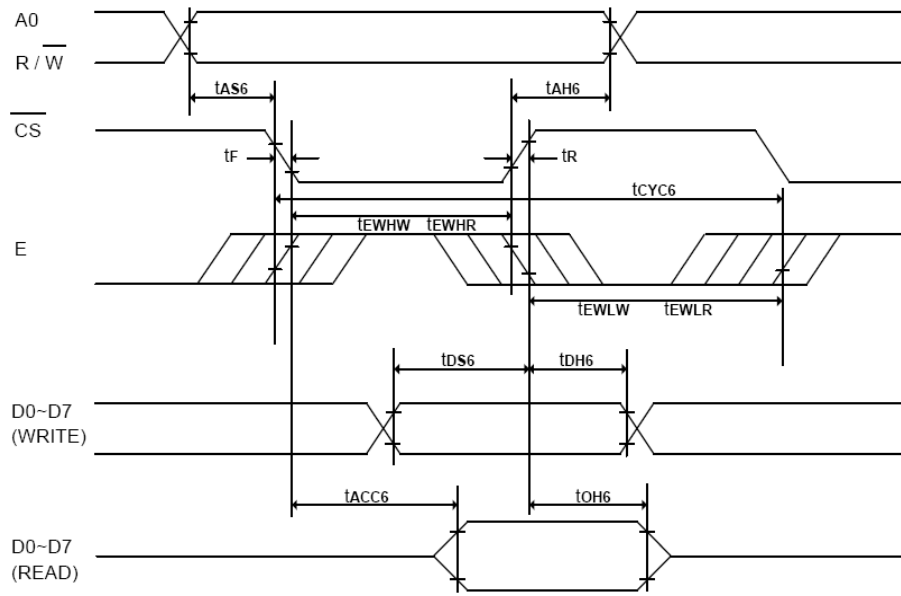 A0
R / W
tAS6 tAH6
CS
tF tR
tCYC6
tEWHW tEWHR
E
tEWLW tEWLR
tDS6 tDH6
D0~D7
(WRITE)
tACC6 tOH6
D0~D7
(READ)